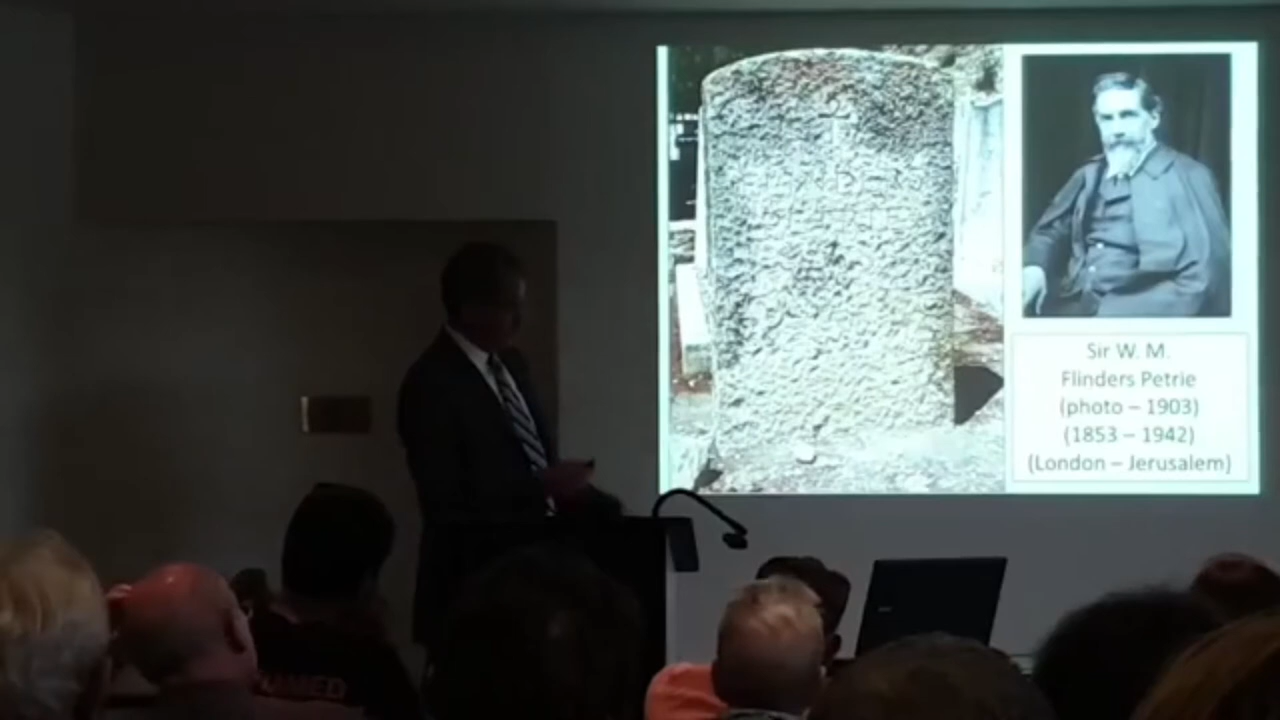 Sir W. M.
Flinders Petrie
(photo – 1903)
(1853 – 1942)
(London – Jerusalem)